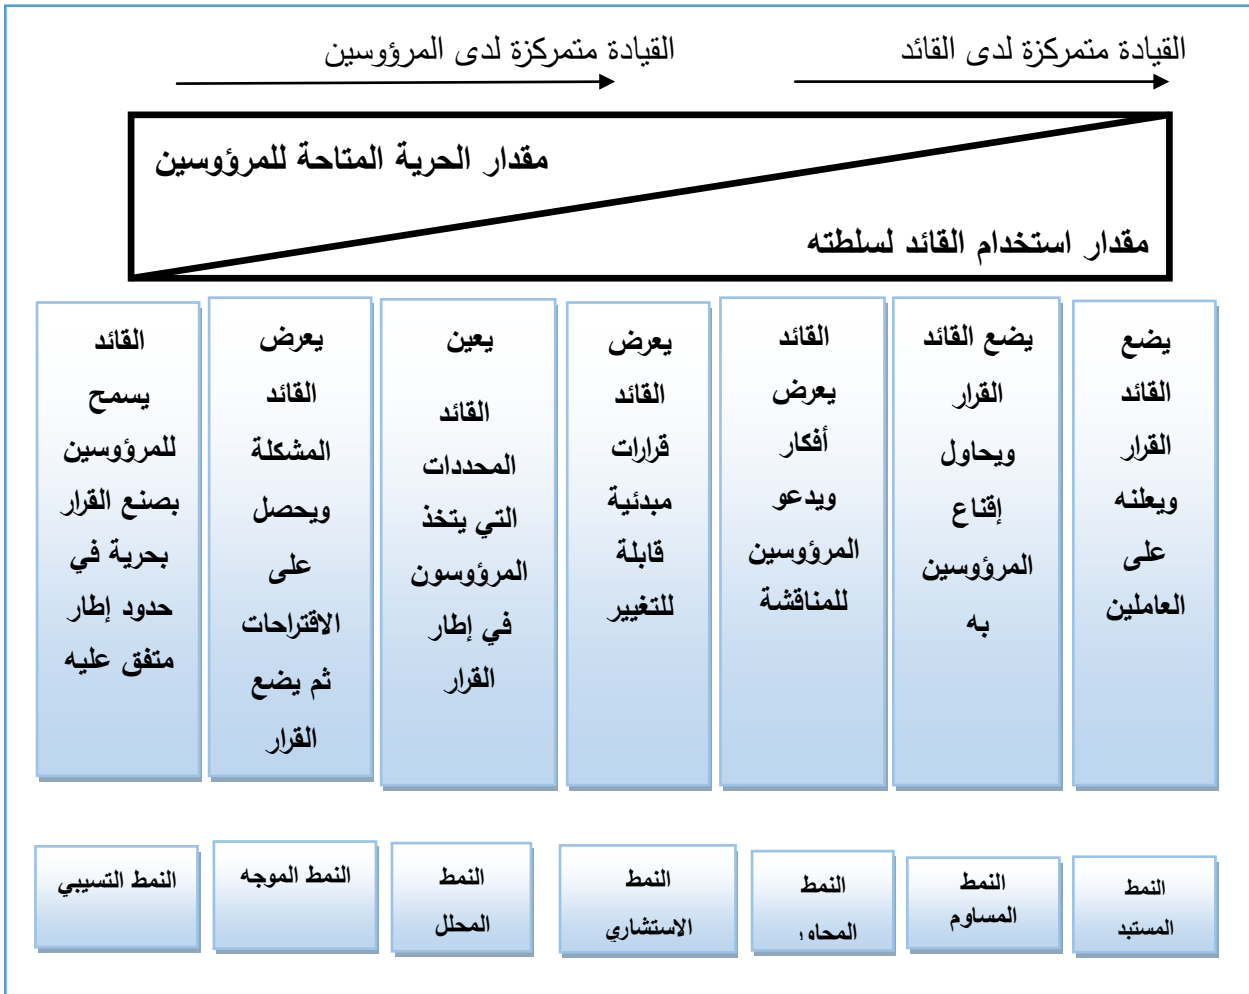 القيادة متمركزة لدى القائد
القيادة متمركزة لدى المرؤوسين
مقدار الحرية المتاحة للمرؤوسين
مقدار استخدام القائد لسلطته
يضع
القائد
القرار
ويعلنه
على
العاملين
يضع القائد
القرار
ويحاول
إقناع
المرؤوسين
به
القائد
يعرض
أفكار
ويدعو
المرؤوسين
للمناقشة
يعرض
القائد
قرارات
مبدئية
قابلة
للتغيير
يعين
القائد
المحددات
التي يتخذ
المرؤوسون
في إطار
القرار
يعرض
القائد
المشكلة
ويحصل
على
الاقتراحات
ثم يضع
القرار
القائد
يسمح
للمرؤوسين
بصنع القرار
بحرية في
حدود إطار
متفق عليه
النمط
المستبد
النمط
المساوم
النمط
النمط
الاستشاري
النمط
المحلل
النمط الموجه
النمط التسيبي